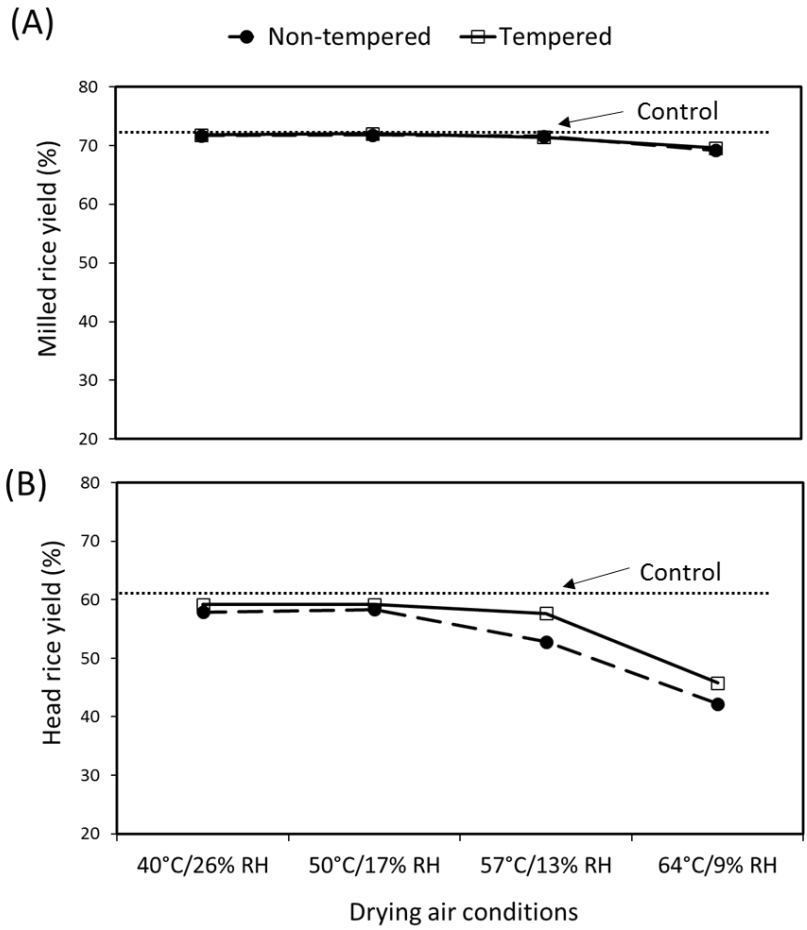 (A)
Non-tempered Tempered
80
70
60
50
40
30
20
Milled rice yield (%)
Control
(B)
80
70
60
50
40
30
20
Head rice yield (%)
Control
40°C/26% RH 50°C/17% RH 57°C/13% RH 64°C/9% RH
Drying air conditions